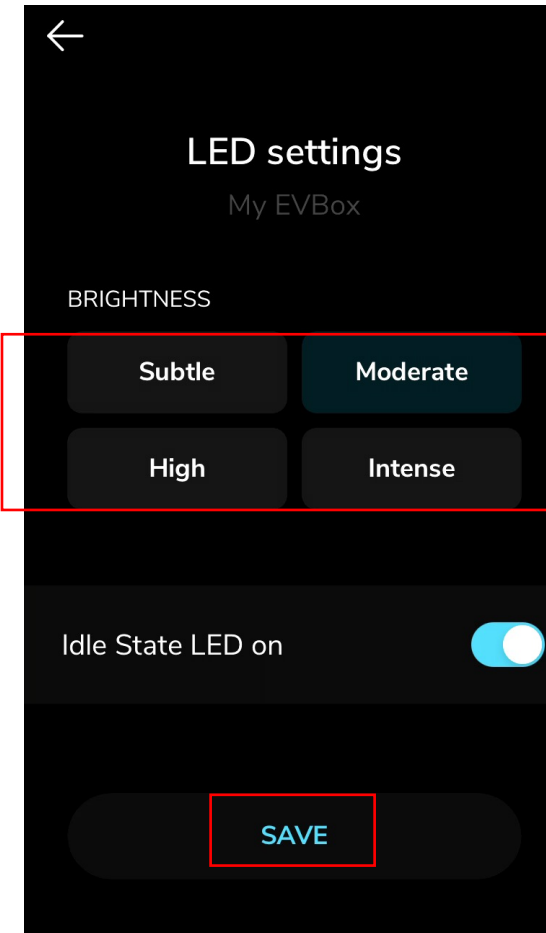 LED settings
My EVBox
BRIGHTNESS
Subtle Moderate
High Intense
Idle State LED on
SAVE